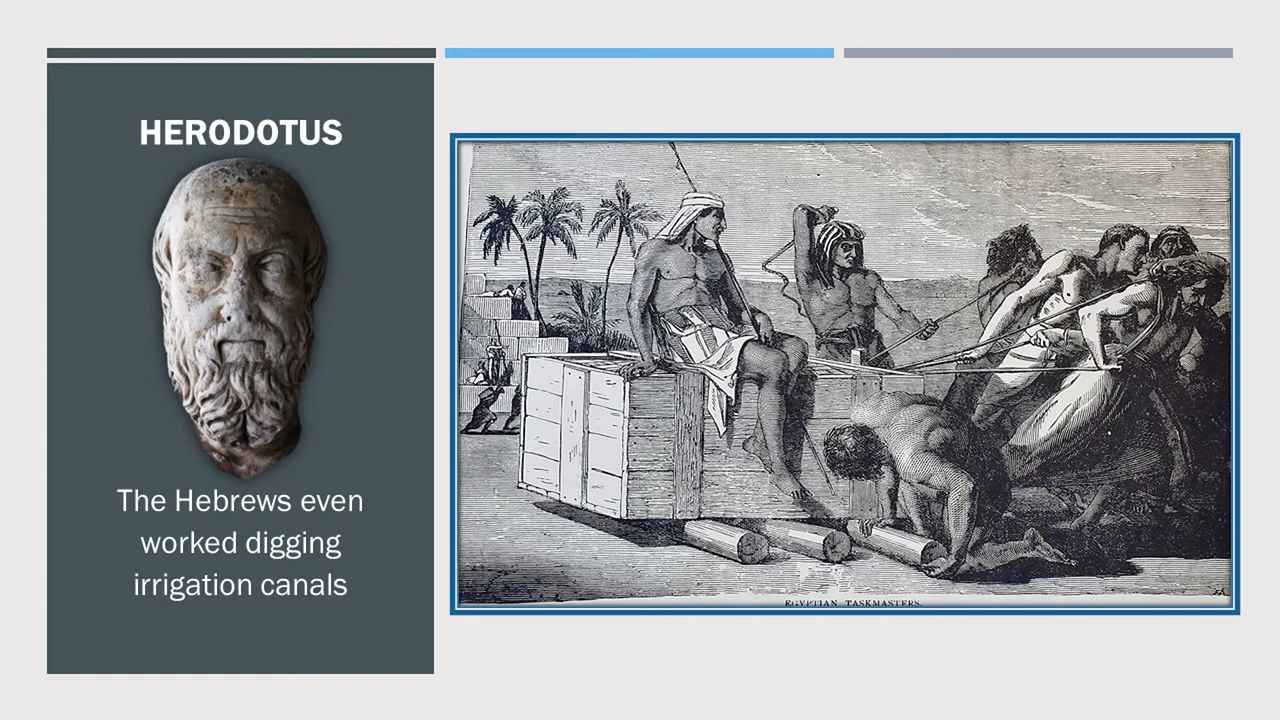 HERODOTUS
The Hebrews even
worked digging
irrigation canals
EGYPTIAN TASKMASTERS.